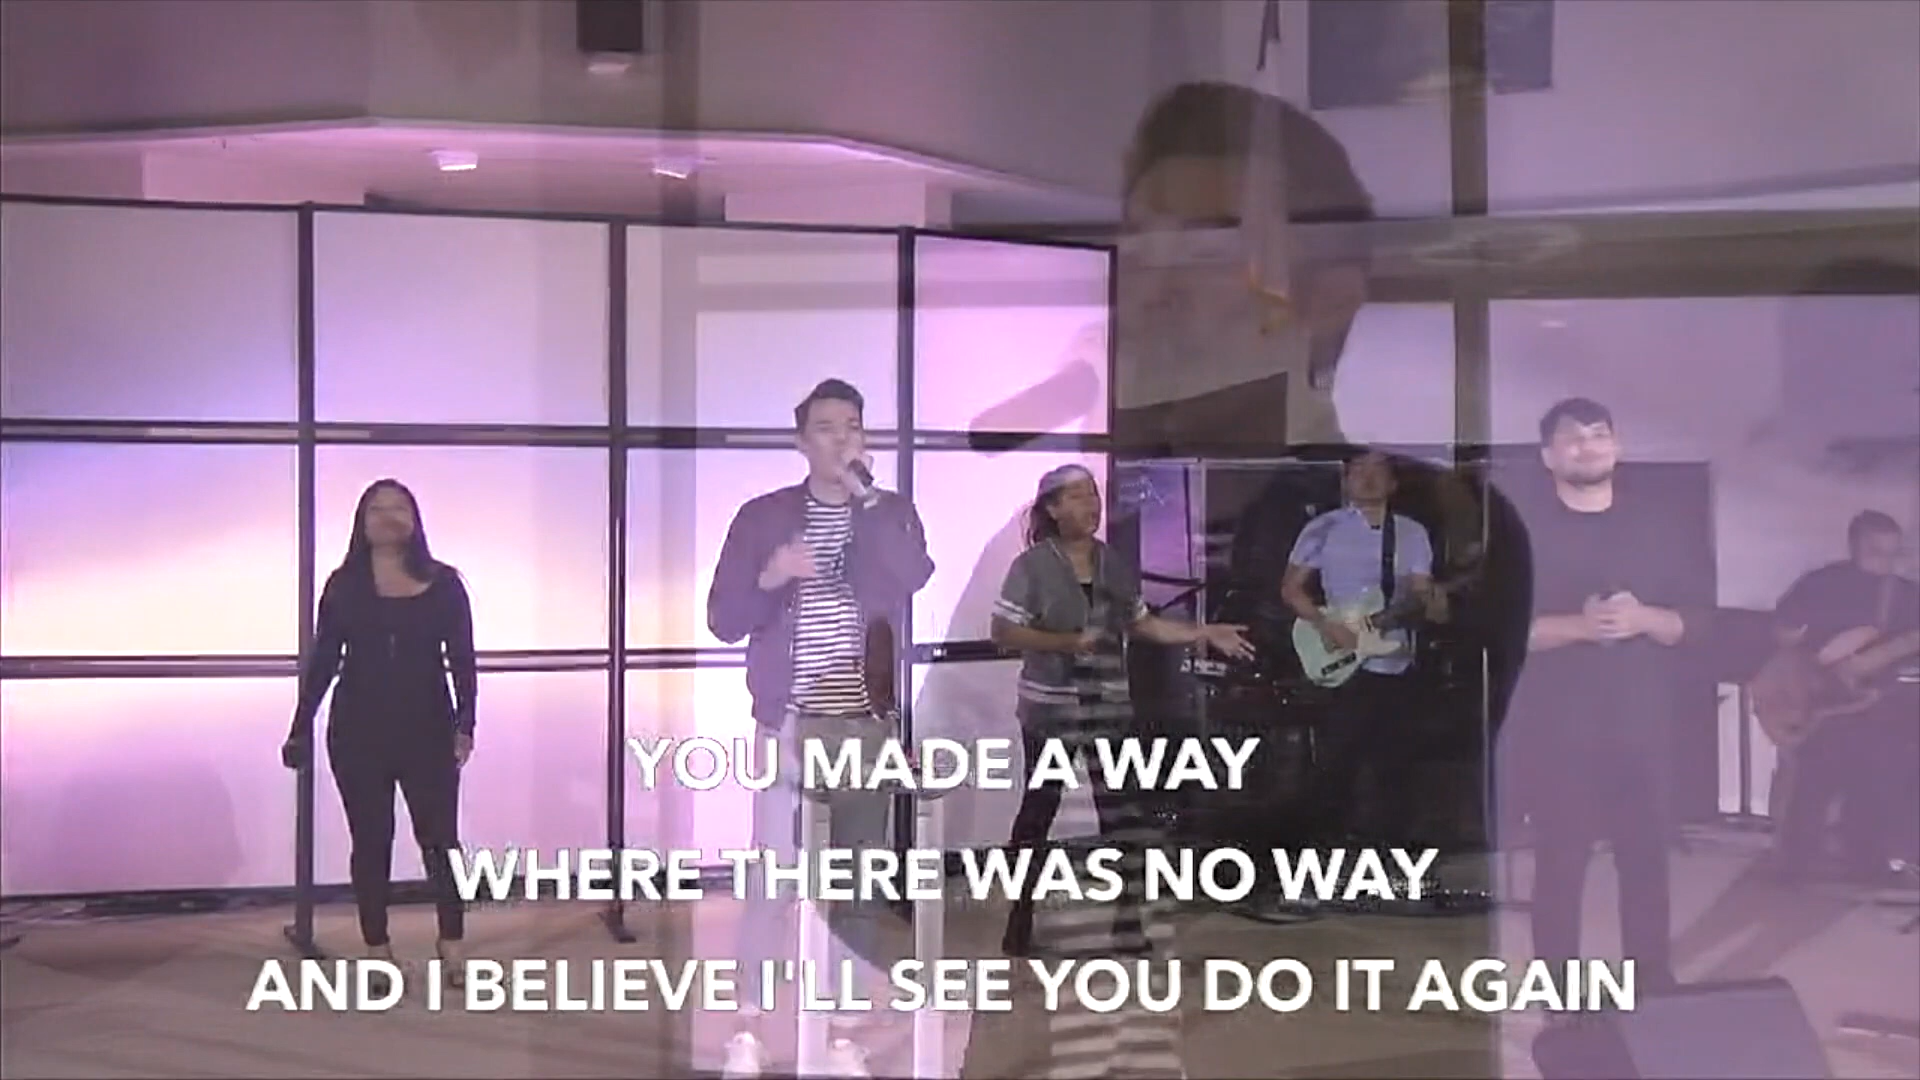 YOU MADE A WAY
WHERE THERE WAS NO WAY
AND I BELIEVE I'LL SEE YOU DO IT AGAIN